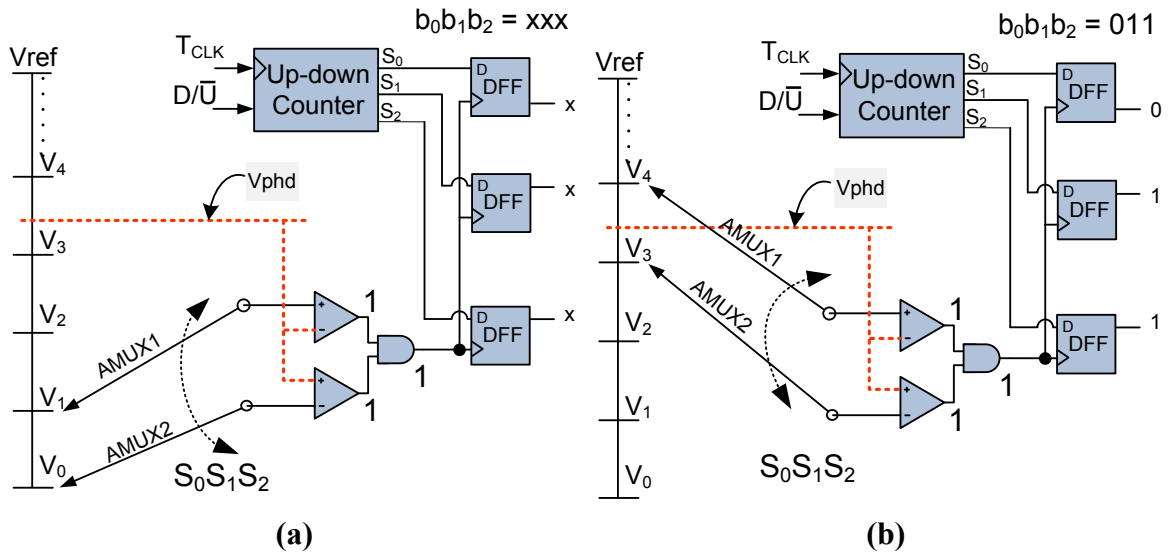 b₀b₁b₂ = xxx
Vref
T_CLK
D/U̅
Up-down
Counter
S₀
S₁
S₂
D
DFF
x
D
DFF
x
D
DFF
x
V₄
Vphd
V₃
V₂
V₁
V₀
AMUX1
AMUX2
S₀S₁S₂
+
-
1
+
-
1
1
(a)
b₀b₁b₂ = 011
Vref
T_CLK
D/U̅
Up-down
Counter
S₀
S₁
S₂
D
DFF
0
D
DFF
1
D
DFF
1
V₄
Vphd
V₃
V₂
V₁
V₀
AMUX1
AMUX2
S₀S₁S₂
+
-
1
+
-
1
1
(b)